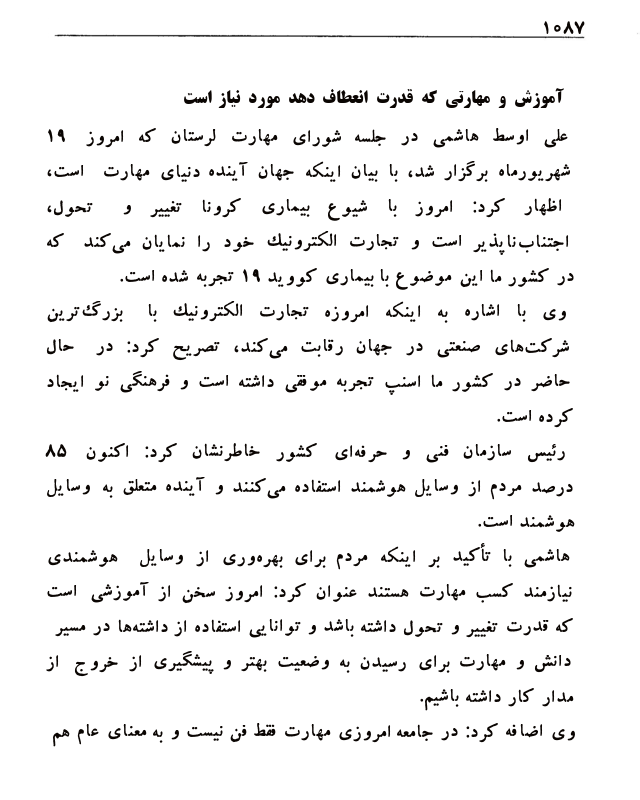 ۱۰۸۷
آموزش و مهارتی که قدرت انعطاف دهد مورد نیاز است
علی اوسط هاشمی در جلسه شورای مهارت لرستان که امروز ۱۹
شهریورماه برگزار شد، با بیان اینکه جهان آینده دنیای مهارت است،
اظهار کرد: امروز با شیوع بیماری کرونا تغییر و تحول،
اجتناب‌ناپذیر است و تجارت الکترونیك خود را نمایان می‌کند که
در کشور ما این موضوع با بیماری کووید ۱۹ تجربه شده است.
وی با اشاره به اینکه امروزه تجارت الکترونیك با بزرگ‌ترین
شرکت‌های صنعتی در جهان رقابت می‌کند، تصریح کرد: در حال
حاضر در کشور ما اسنپ تجربه موفقی داشته است و فرهنگی نو ایجاد
کرده است.
رئیس سازمان فنی و حرفه‌ای کشور خاطرنشان کرد: اکنون ۸۵
درصد مردم از وسایل هوشمند استفاده می‌کنند و آینده متعلق به وسایل
هوشمند است.
هاشمی با تأکید بر اینکه مردم برای بهره‌وری از وسایل هوشمندی
نیازمند کسب مهارت هستند عنوان کرد: امروز سخن از آموزشی است
که قدرت تغییر و تحول داشته باشد و توانایی استفاده از داشته‌ها در مسیر
دانش و مهارت برای رسیدن به وضعیت بهتر و پیشگیری از خروج از
مدار کار داشته باشیم.
وی اضافه کرد: در جامعه امروزی مهارت فقط فن نیست و به معنای عام هم